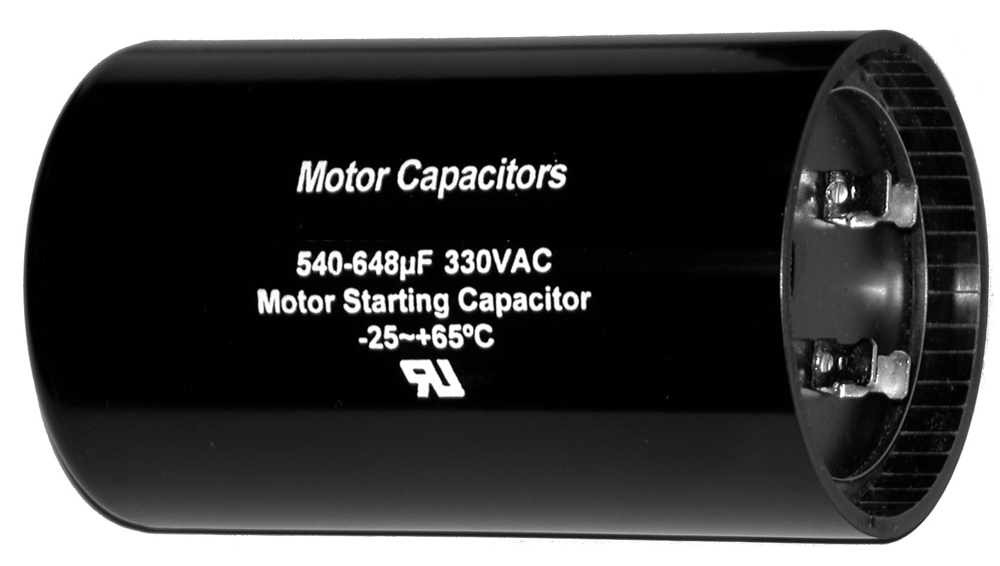 Motor Capacitors
540-648µF 330VAC
Motor Starting Capacitor
-25~+65ºC